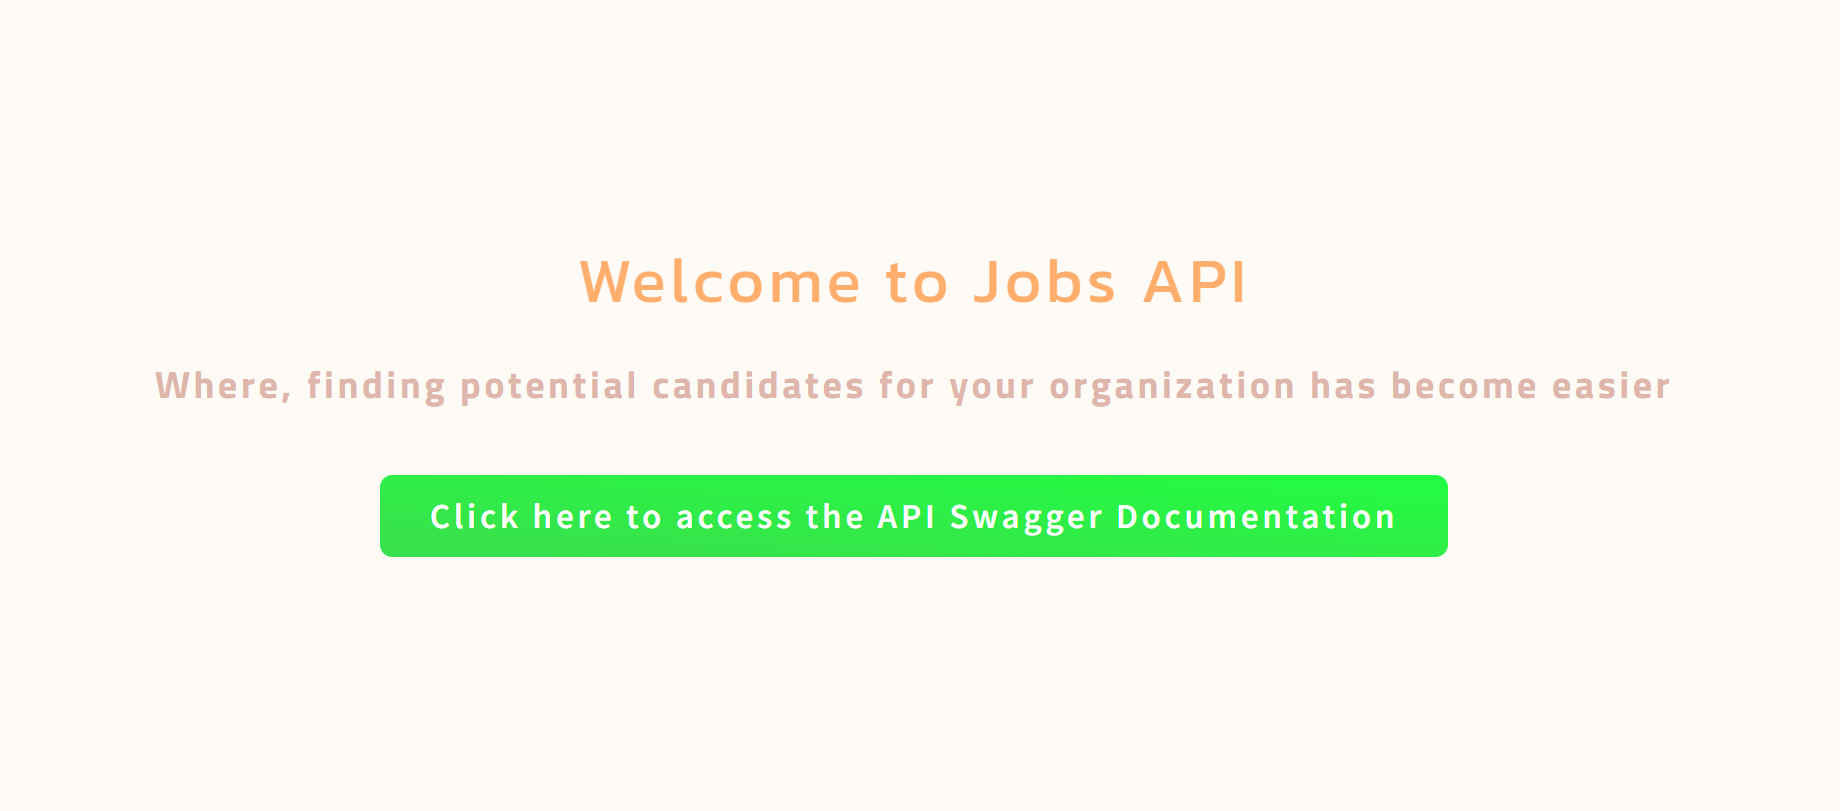 Welcome to Jobs API
Where, finding potential candidates for your organization has become easier
Click here to access the API Swagger Documentation